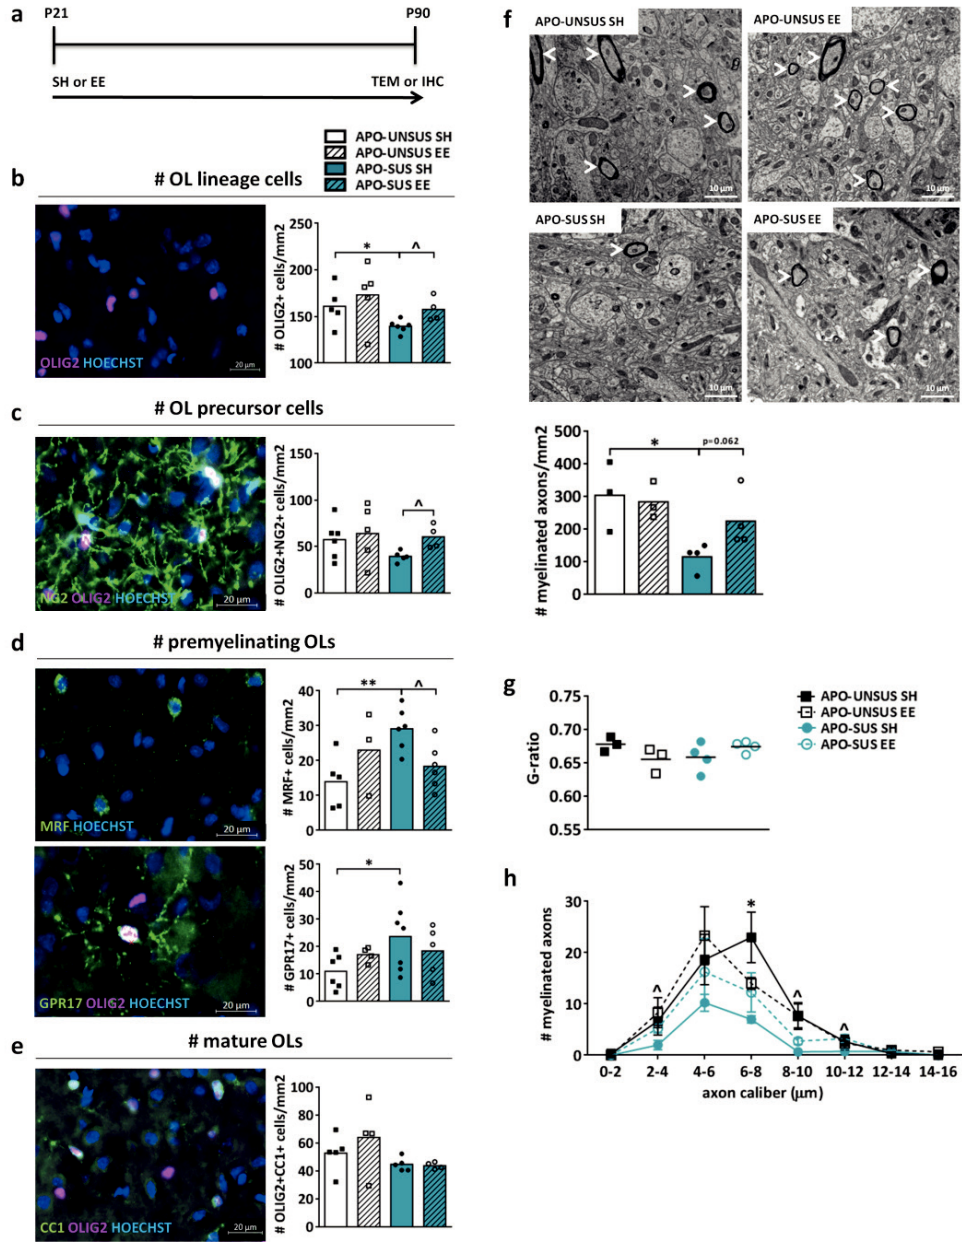 a
P21 P90
SH or EE TEM or IHC
APO-UNSUS SH
APO-UNSUS EE
APO-SUS SH
APO-SUS EE
b
# OL lineage cells
OLIG2 HOECHST
20 µm
# OLIG2+ cells/mm2
250
200
150
100
* ^
c
# OL precursor cells
NG2 OLIG2 HOECHST
20 µm
# OLIG2+NG2+ cells/mm2
150
100
50
0
^
d
# premyelinating OLs
MRF HOECHST
20 µm
# MRF+ cells/mm2
40
30
20
10
0
** ^
GPR17 OLIG2 HOECHST
20 µm
# GPR17+ cells/mm2
50
40
30
20
10
0
*
e
# mature OLs
CC1 OLIG2 HOECHST
20 µm
# OLIG2+CC1+ cells/mm2
100
80
60
40
20
0
f
APO-UNSUS SH
10 µm
APO-UNSUS EE
10 µm
APO-SUS SH
10 µm
APO-SUS EE
10 µm
# myelinated axons/mm2
500
400
300
200
100
0
* p=0.062
g
G-ratio
0.75
0.70
0.65
0.60
0.55
APO-UNSUS SH
APO-UNSUS EE
APO-SUS SH
APO-SUS EE
h
# myelinated axons
30
20
10
0
^ * ^ ^
0-2 2-4 4-6 6-8 8-10 10-12 12-14 14-16
axon caliber (µm)